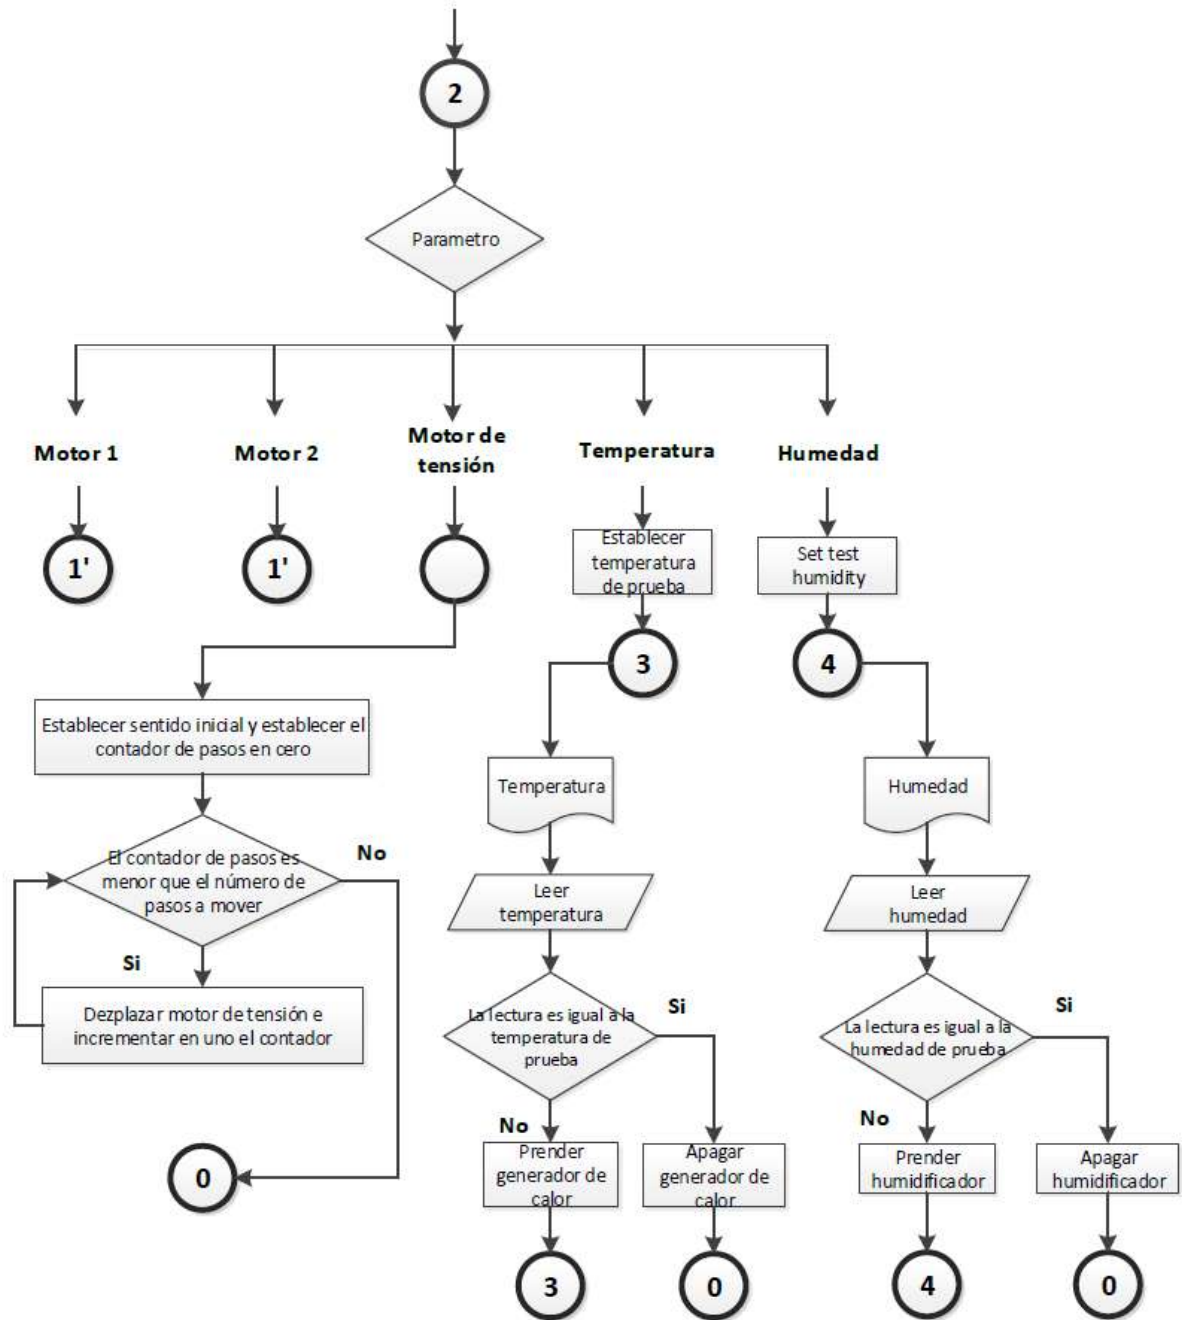 2
Parametro
Motor 1
Motor 2
Motor de
tensión
Temperatura
Humedad
1'
1'
Establecer
temperatura
de prueba
Set test
humidity
3
4
Establecer sentido inicial y establecer el
contador de pasos en cero
El contador de pasos es
menor que el número de
pasos a mover
No
Si
Dezplazar motor de tensión e
incrementar en uno el contador
0
Temperatura
Leer
temperatura
La lectura es igual a la
temperatura de
prueba
Si
No
Prender
generador de
calor
Apagar
generador de
calor
3
0
Humedad
Leer
humedad
La lectura es igual a la
humedad de prueba
Si
No
Prender
humidificador
Apagar
humidificador
4
0